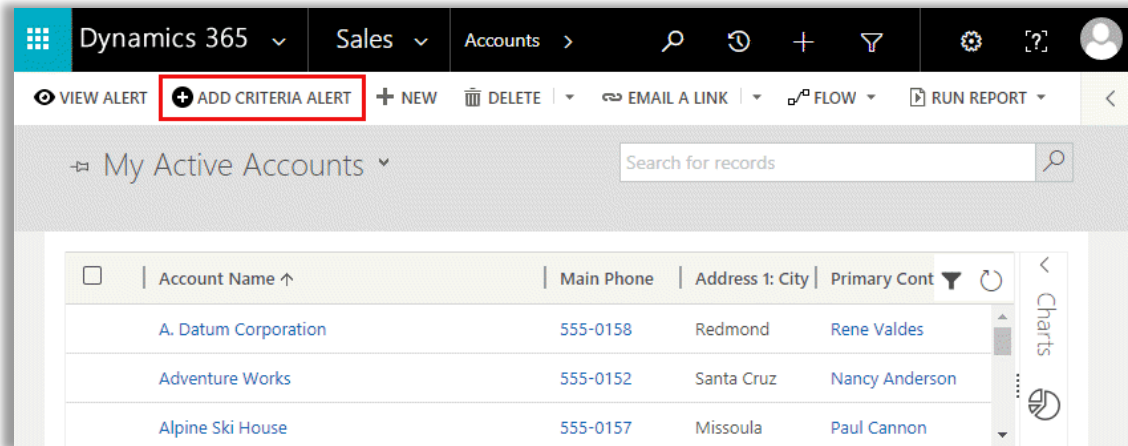 Dynamics 365 Sales Accounts >
VIEW ALERT ADD CRITERIA ALERT NEW DELETE EMAIL A LINK FLOW RUN REPORT
My Active Accounts Search for records
Account Name ↑ Main Phone Address 1: City Primary Cont
A. Datum Corporation 555-0158 Redmond Rene Valdes
Adventure Works 555-0152 Santa Cruz Nancy Anderson
Alpine Ski House 555-0157 Missoula Paul Cannon
Charts